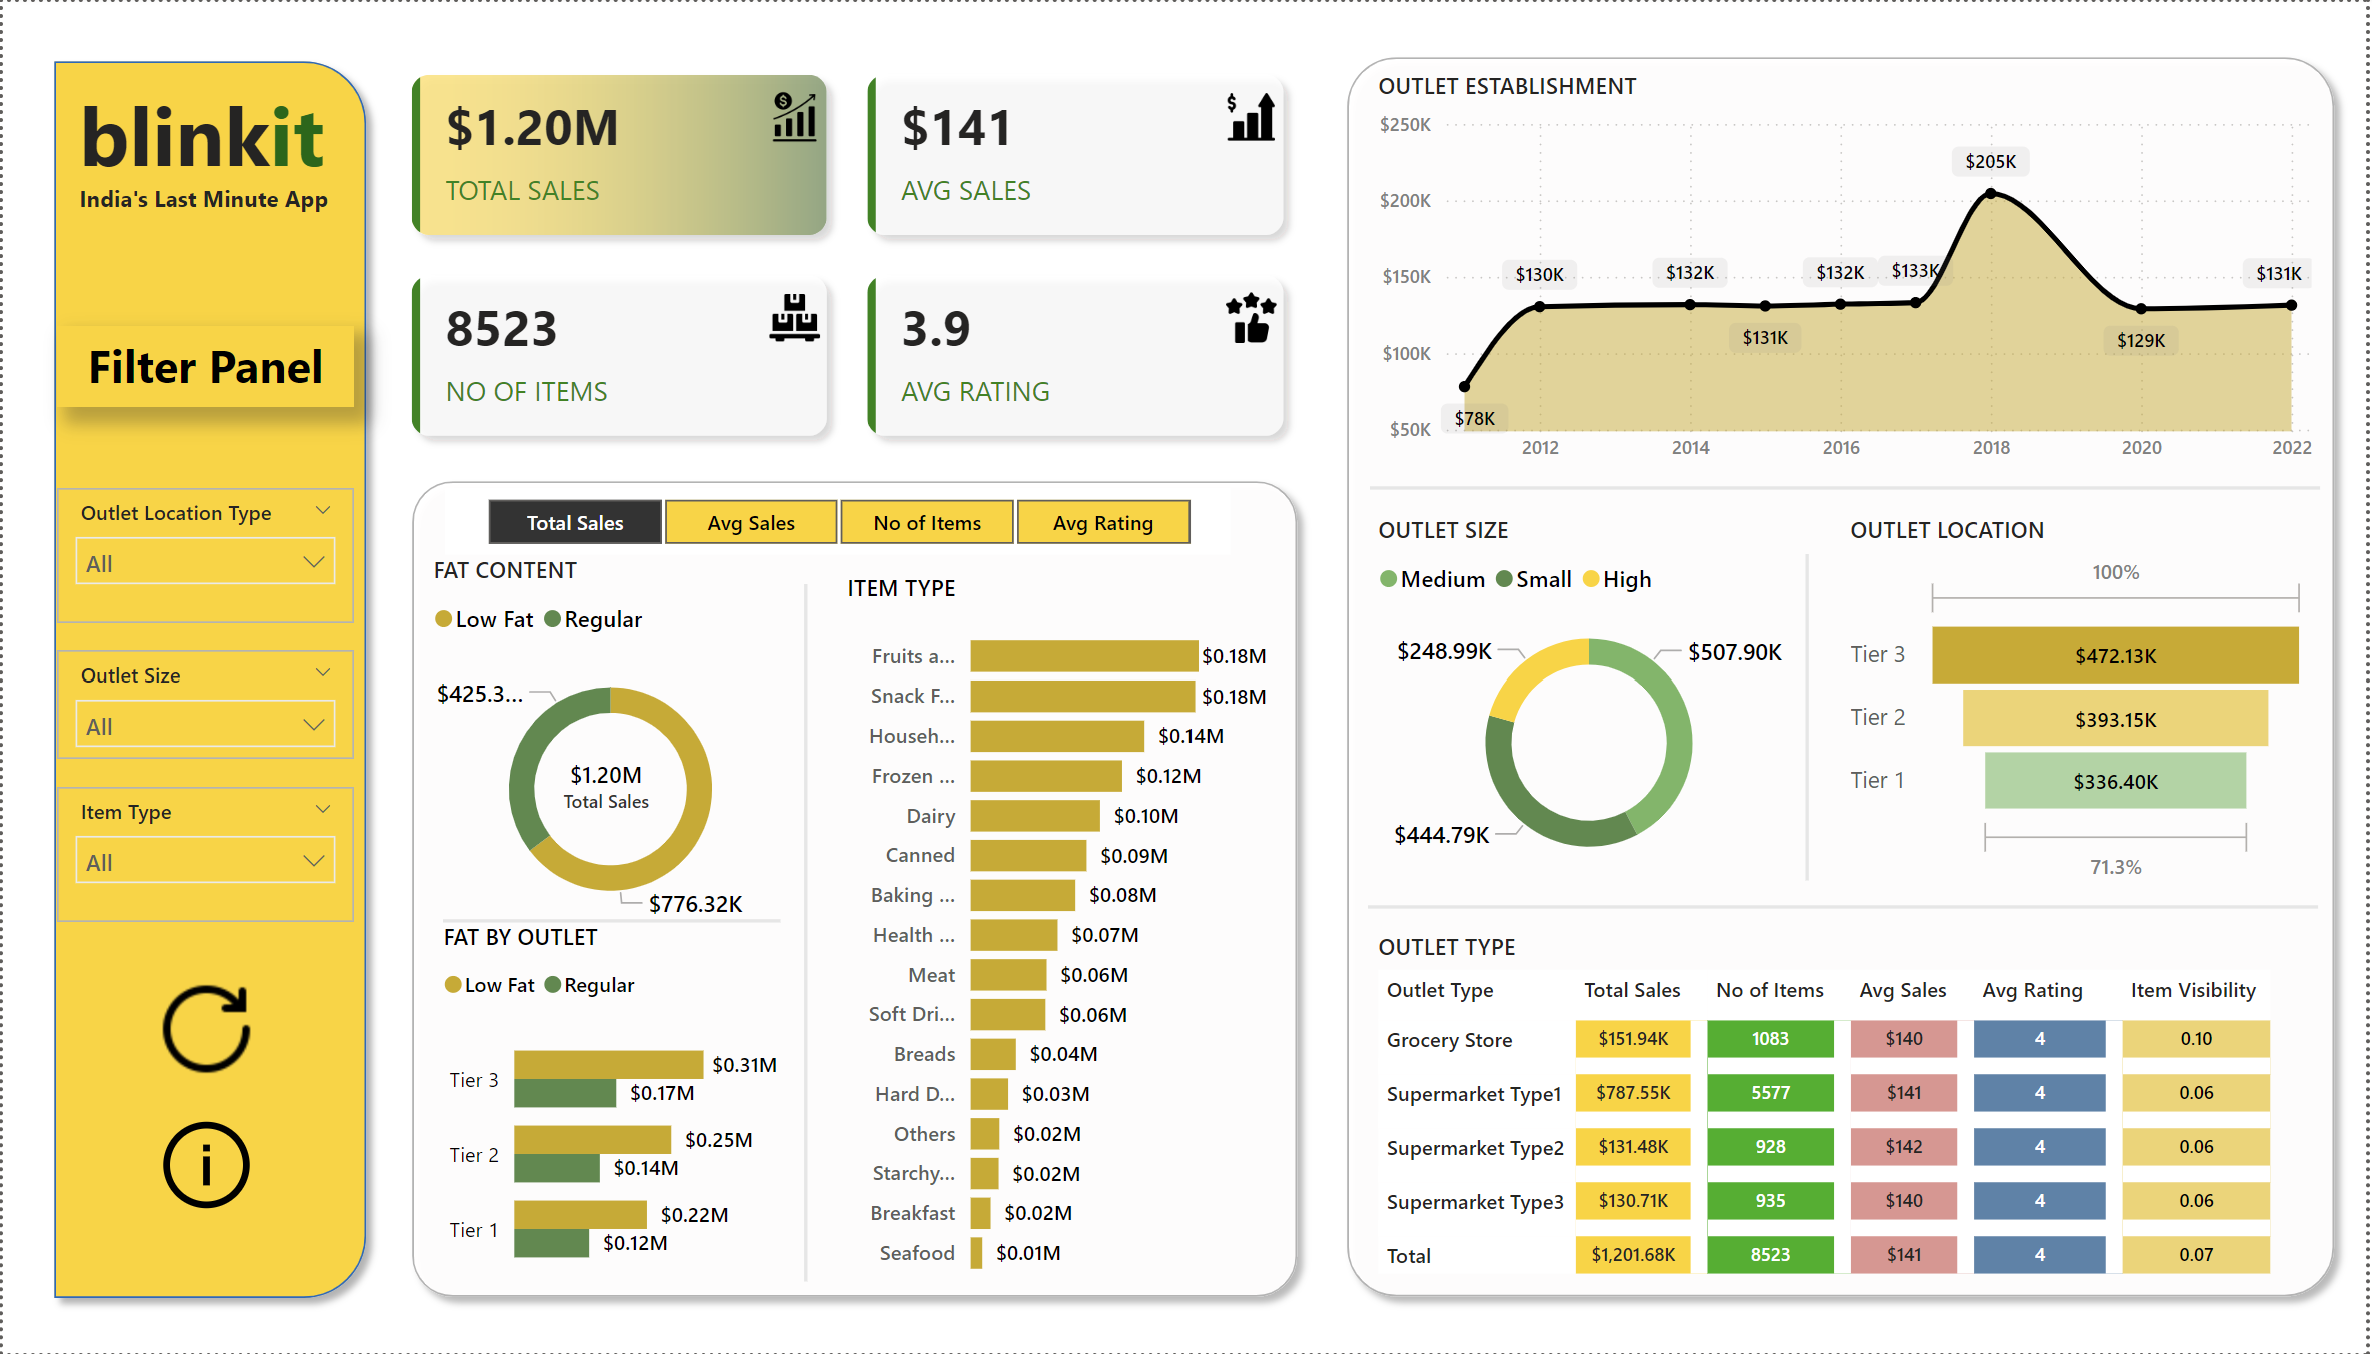 blinkit
India's Last Minute App
Filter Panel
Outlet Location Type
All
Outlet Size
All
Item Type
All
$1.20M
TOTAL SALES
$141
AVG SALES
8523
NO OF ITEMS
3.9
AVG RATING
Total Sales Avg Sales No of Items Avg Rating
FAT CONTENT
Low Fat Regular
$425.3...
$1.20M
Total Sales
$776.32K
FAT BY OUTLET
Low Fat Regular
Tier 3 $0.31M
$0.17M
Tier 2 $0.25M
$0.14M
Tier 1 $0.22M
$0.12M
ITEM TYPE
Fruits a... $0.18M
Snack F... $0.18M
Househ... $0.14M
Frozen ... $0.12M
Dairy $0.10M
Canned $0.09M
Baking ... $0.08M
Health ... $0.07M
Meat $0.06M
Soft Dri... $0.06M
Breads $0.04M
Hard D... $0.03M
Others $0.02M
Starchy... $0.02M
Breakfast $0.02M
Seafood $0.01M
OUTLET ESTABLISHMENT
$250K
$200K
$150K
$100K
$50K
$78K $130K $132K $131K $132K $133K $205K $129K $131K
2012 2014 2016 2018 2020 2022
OUTLET SIZE
Medium Small High
$248.99K $507.90K
$444.79K
OUTLET LOCATION
100%
Tier 3 $472.13K
Tier 2 $393.15K
Tier 1 $336.40K
71.3%
OUTLET TYPE
Outlet Type Total Sales No of Items Avg Sales Avg Rating Item Visibility
Grocery Store $151.94K 1083 $140 4 0.10
Supermarket Type1 $787.55K 5577 $141 4 0.06
Supermarket Type2 $131.48K 928 $142 4 0.06
Supermarket Type3 $130.71K 935 $140 4 0.06
Total $1,201.68K 8523 $141 4 0.07